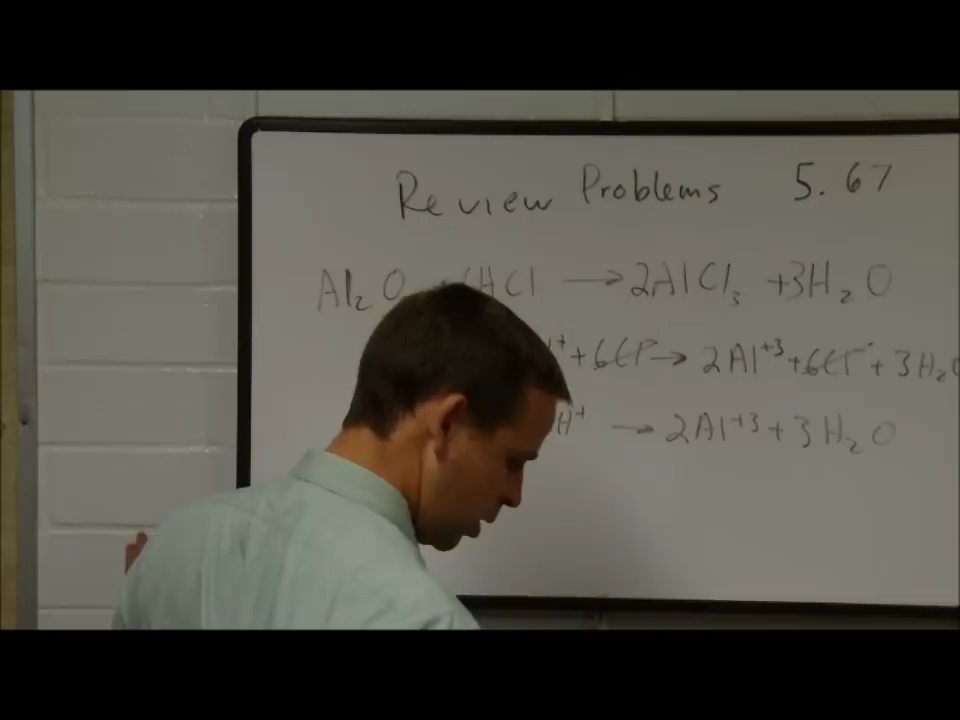 Review Problems 5.67
Al₂O HCl → 2AlCl₃ + 3H₂O
⁺ + 6Cl⁻ → 2Al⁺³ + 6Cl⁻ + 3H₂O
H⁺ → 2Al⁺³ + 3H₂O